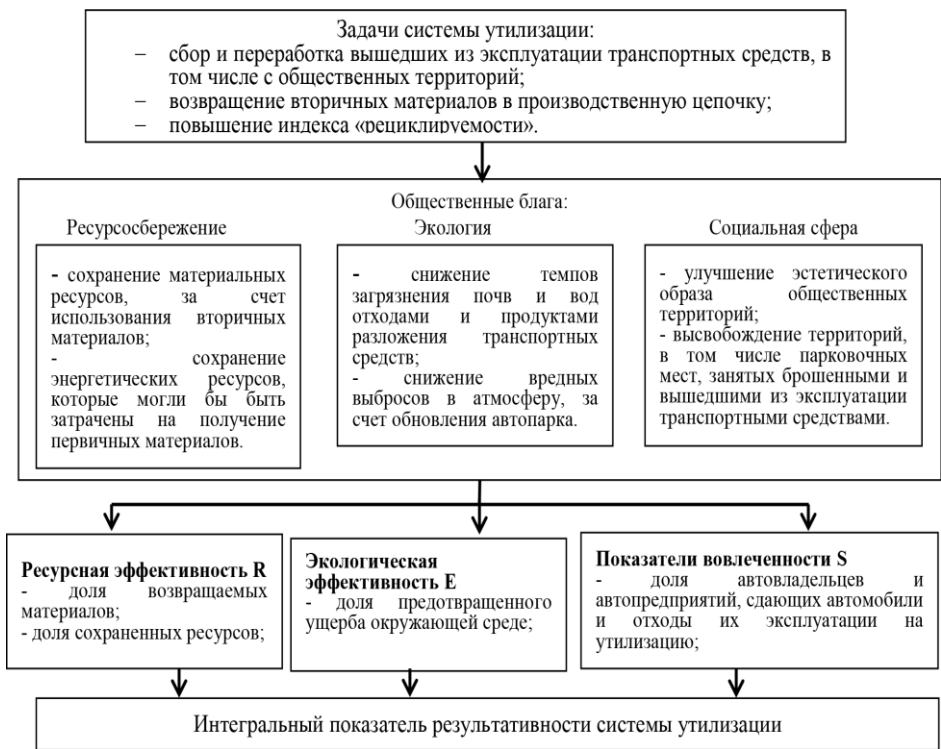 Задачи системы утилизации:
– сбор и переработка вышедших из эксплуатации транспортных средств, в
том числе с общественных территорий;
– возвращение вторичных материалов в производственную цепочку;
– повышение индекса «рециклируемости».
Общественные блага:
Ресурсосбережение
- сохранение материальных
ресурсов, за счет
использования вторичных
материалов;
- сохранение
энергетических ресурсов,
которые могли бы быть
затрачены на получение
первичных материалов.
Экология
- снижение темпов
загрязнения почв и вод
отходами и продуктами
разложения транспортных
средств;
- снижение вредных
выбросов в атмосферу, за
счет обновления автопарка.
Социальная сфера
- улучшение эстетического
образа общественных
территорий;
- высвобождение территорий,
в том числе парковочных
мест, занятых брошенными и
вышедшими из эксплуатации
транспортными средствами.
Ресурсная эффективность R
- доля возвращаемых
материалов;
- доля сохраненных ресурсов;
Экологическая
эффективность E
- доля предотвращенного
ущерба окружающей среде;
Показатели вовлеченности S
- доля автовладельцев и
автопредприятий, сдающих автомобили
и отходы их эксплуатации на
утилизацию;
Интегральный показатель результативности системы утилизации